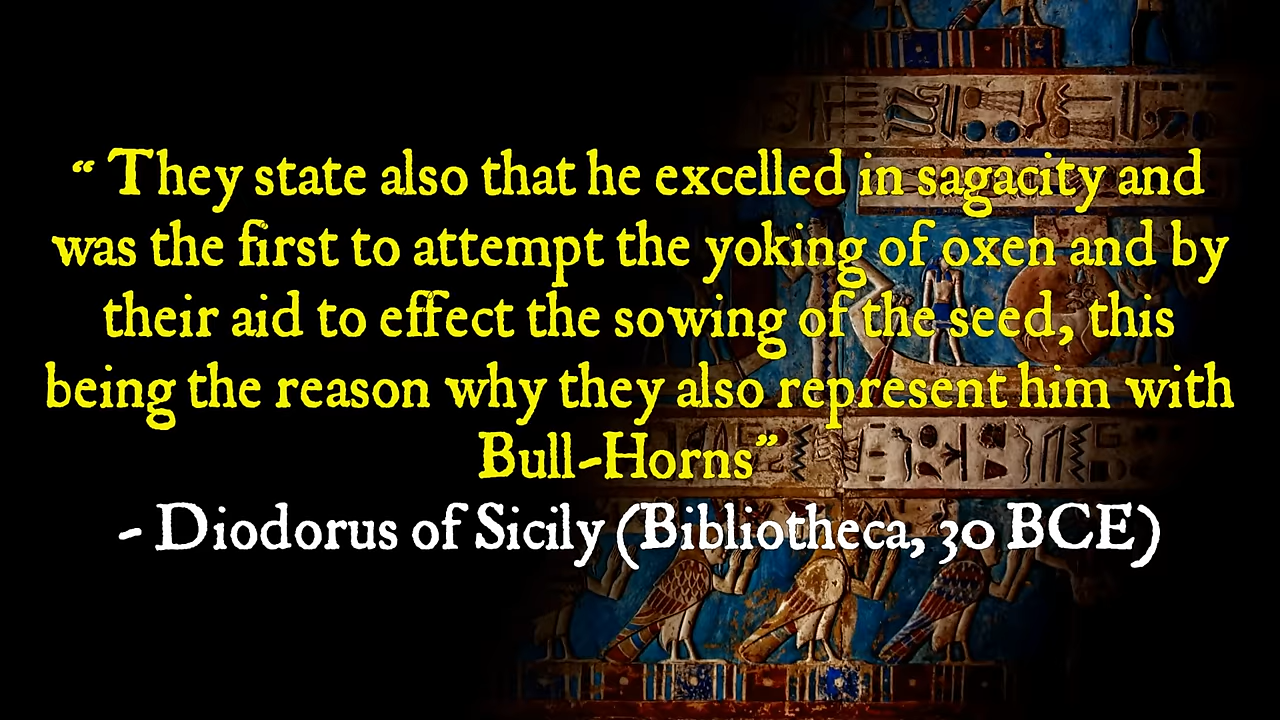 “ They state also that he excelled in sagacity and
was the first to attempt the yoking of oxen and by
their aid to effect the sowing of the seed, this
being the reason why they also represent him with
Bull-Horns”
- Diodorus of Sicily (Bibliotheca, 30 BCE)